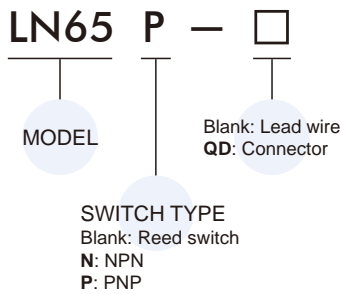 LN65 P – □
MODEL
Blank: Lead wire
QD: Connector
SWITCH TYPE
Blank: Reed switch
N: NPN
P: PNP